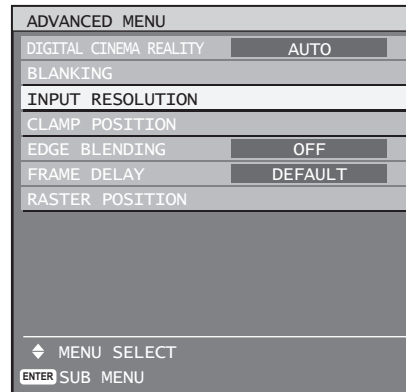 ADVANCED MENU
DIGITAL CINEMA REALITY AUTO
BLANKING
INPUT RESOLUTION
CLAMP POSITION
EDGE BLENDING OFF
FRAME DELAY DEFAULT
RASTER POSITION
MENU SELECT
ENTER SUB MENU